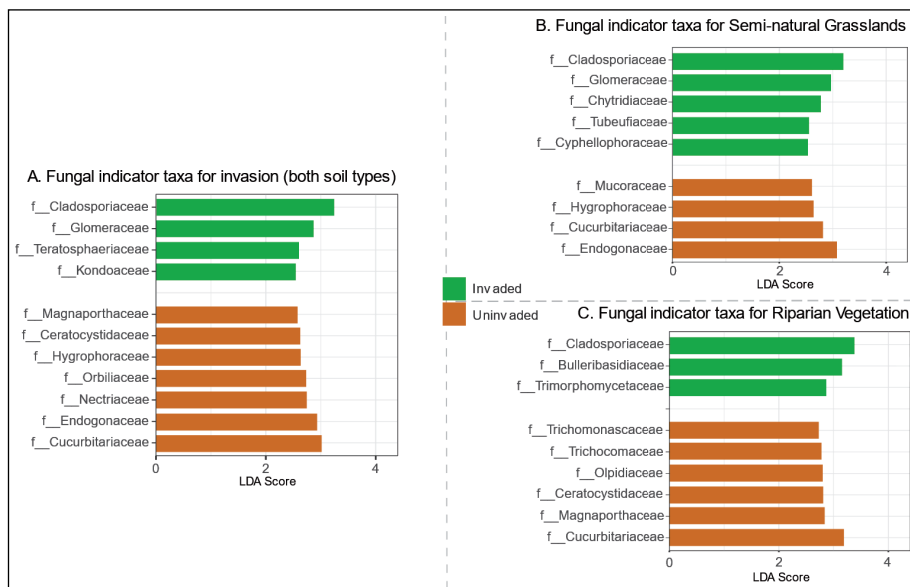 A. Fungal indicator taxa for invasion (both soil types)
f__Cladosporiaceae
f__Glomeraceae
f__Teratosphaeriaceae
f__Kondoaceae
f__Magnaporthaceae
f__Ceratocystidaceae
f__Hygrophoraceae
f__Orbiliaceae
f__Nectriaceae
f__Endogonaceae
f__Cucurbitariaceae
0 2 4
LDA Score
B. Fungal indicator taxa for Semi-natural Grasslands
f__Cladosporiaceae
f__Glomeraceae
f__Chytridiaceae
f__Tubeufiaceae
f__Cyphellophoraceae
f__Mucoraceae
f__Hygrophoraceae
f__Cucurbitariaceae
f__Endogonaceae
0 2 4
LDA Score
Invaded
Uninvaded
C. Fungal indicator taxa for Riparian Vegetation
f__Cladosporiaceae
f__Bulleribasidiaceae
f__Trimorphomycetaceae
f__Trichomonascaceae
f__Trichocomaceae
f__Olpidiaceae
f__Ceratocystidaceae
f__Magnaporthaceae
f__Cucurbitariaceae
0 2 4
LDA Score